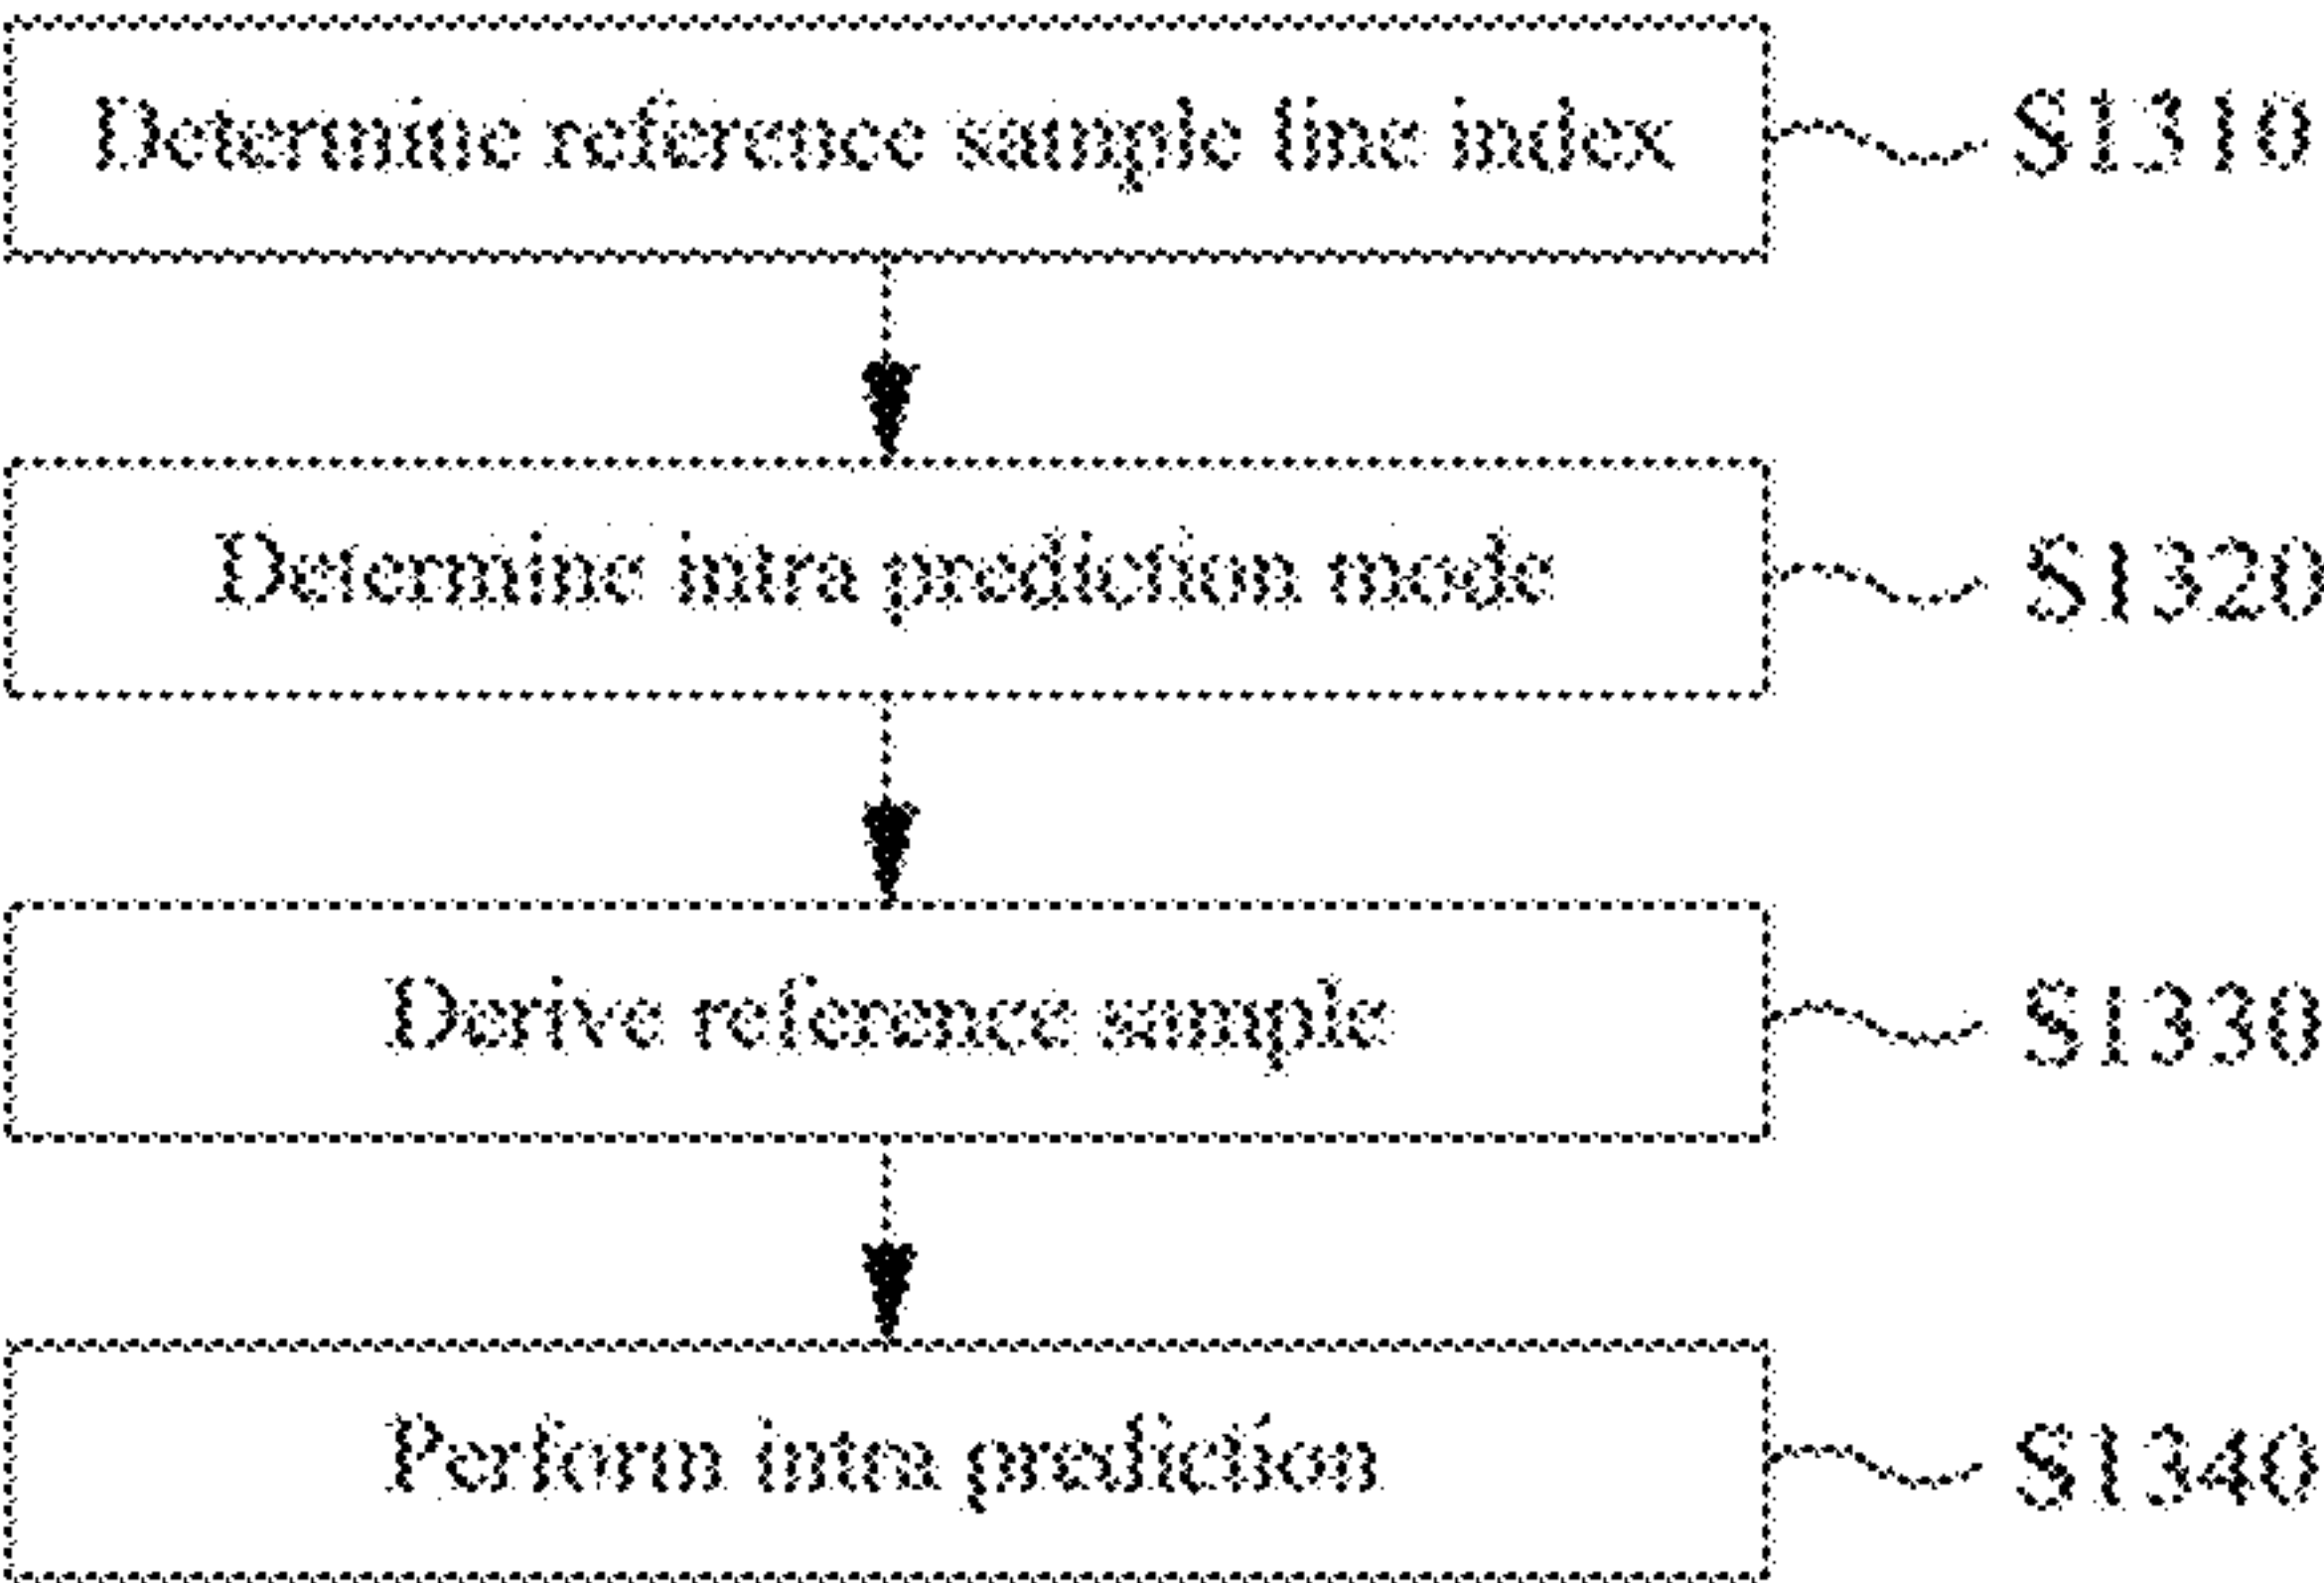 Determine reference sample line index S1310
Determine intra prediction mode S1320
Derive reference sample S1330
Perform intra prediction S1340